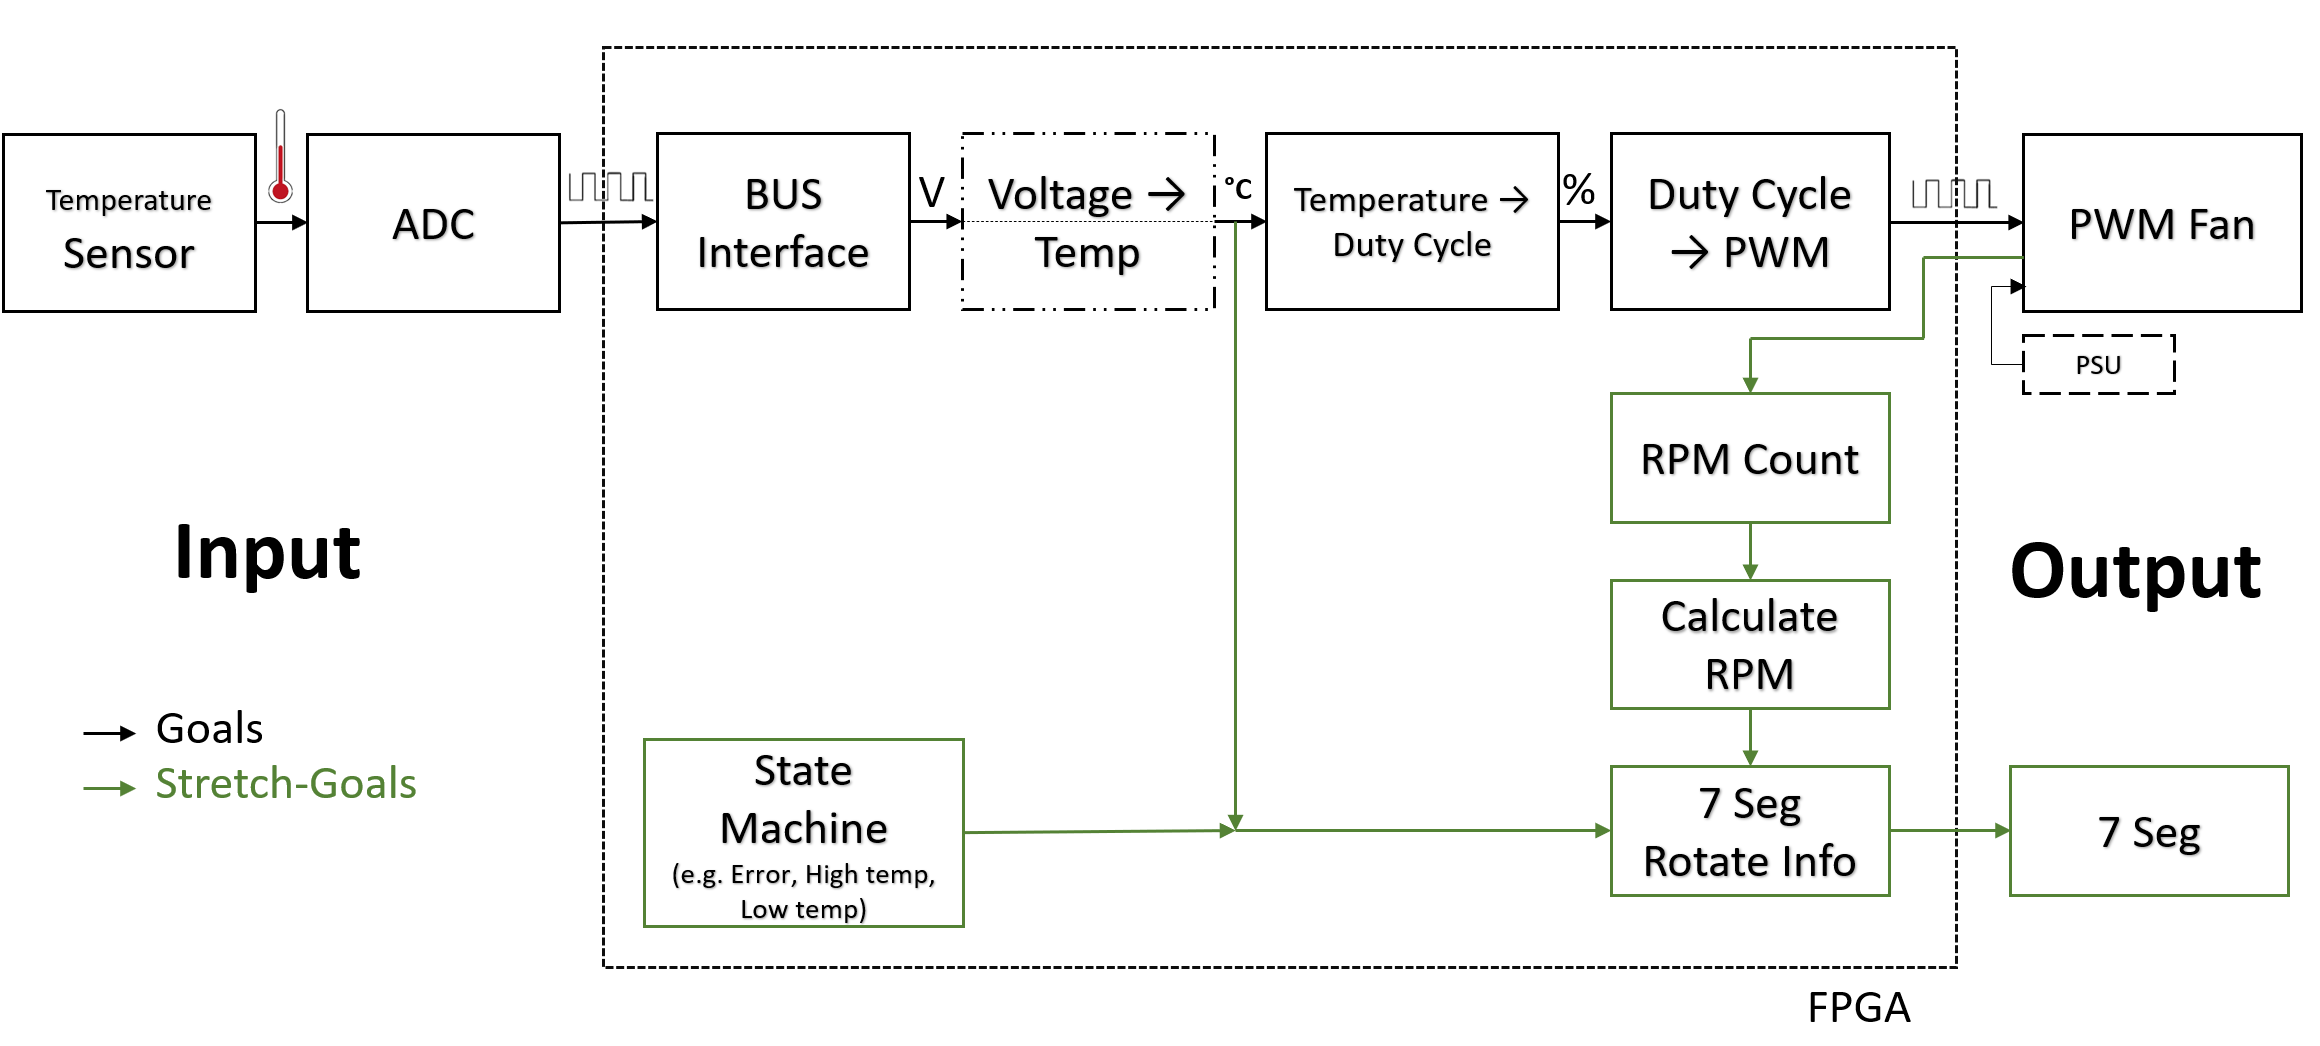 Temperature
Sensor
ADC
BUS
Interface
V
Voltage →
Temp
°C
Temperature →
Duty Cycle
%
Duty Cycle
→ PWM
PWM Fan
PSU
RPM Count
Input
Output
Calculate
RPM
Goals
Stretch-Goals
State
Machine
(e.g. Error, High temp,
Low temp)
7 Seg
Rotate Info
7 Seg
FPGA